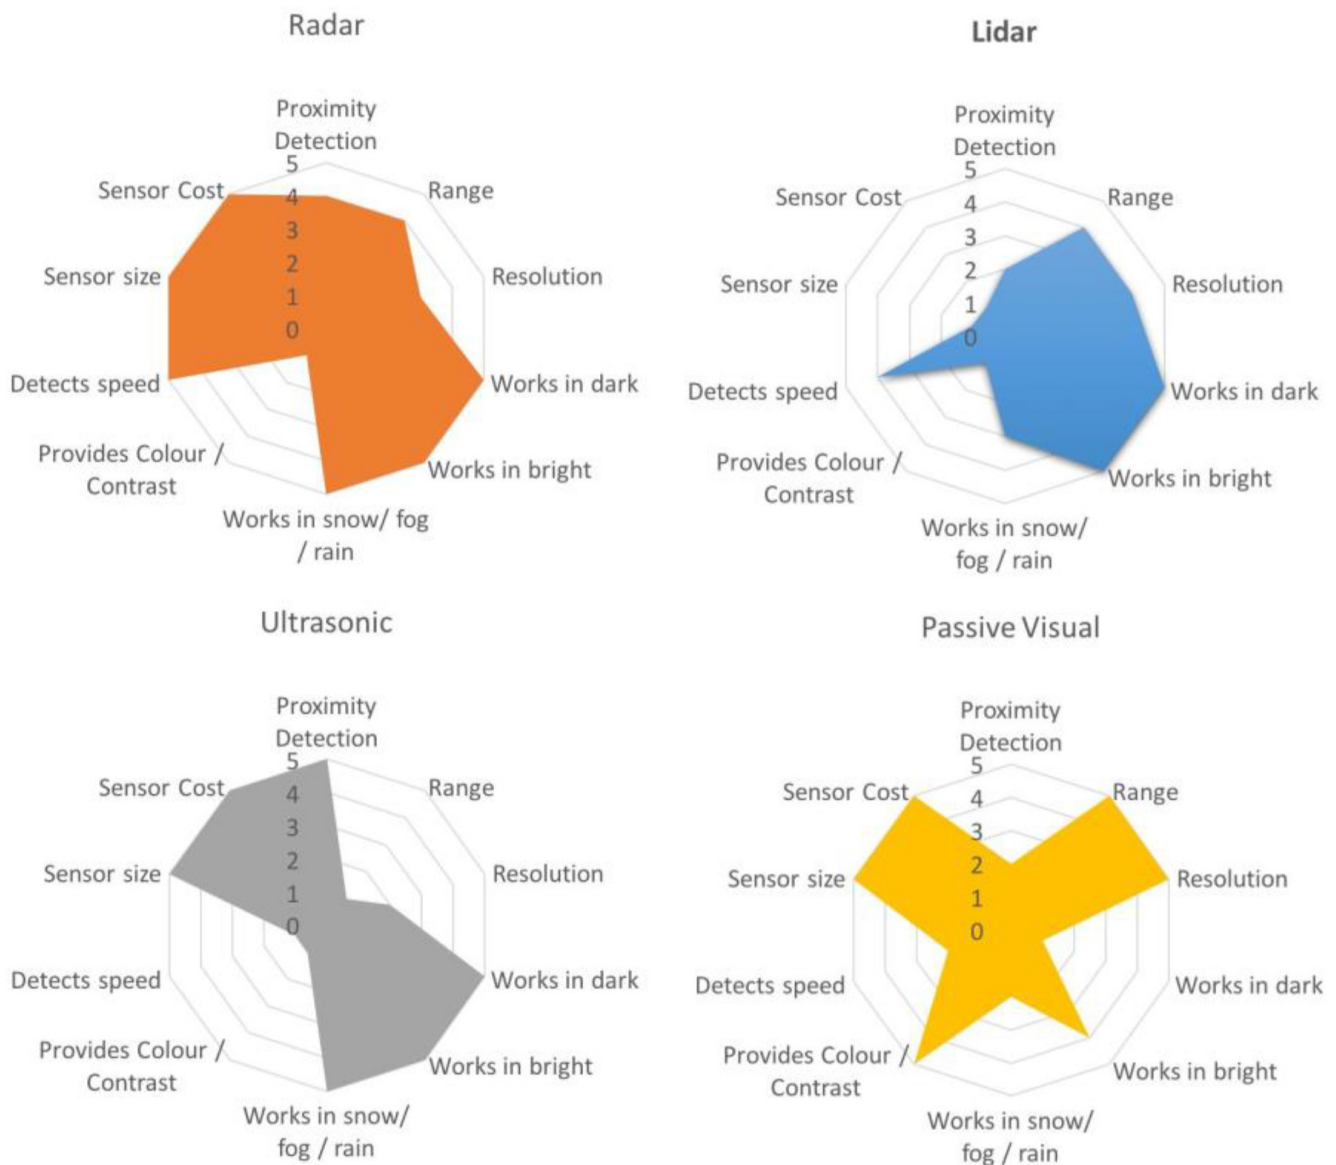 Radar
Proximity
Detection
5
4
3
2
1
0
Range
Resolution
Works in dark
Works in bright
Works in snow/ fog
/ rain
Provides Colour /
Contrast
Detects speed
Sensor size
Sensor Cost
Lidar
Proximity
Detection
5
4
3
2
1
0
Range
Resolution
Works in dark
Works in bright
Works in snow/
fog / rain
Provides Colour /
Contrast
Detects speed
Sensor size
Sensor Cost
Ultrasonic
Proximity
Detection
5
4
3
2
1
0
Range
Resolution
Works in dark
Works in bright
Works in snow/
fog / rain
Provides Colour /
Contrast
Detects speed
Sensor size
Sensor Cost
Passive Visual
Proximity
Detection
5
4
3
2
1
0
Range
Resolution
Works in dark
Works in bright
Works in snow/
fog / rain
Provides Colour /
Contrast
Detects speed
Sensor size
Sensor Cost